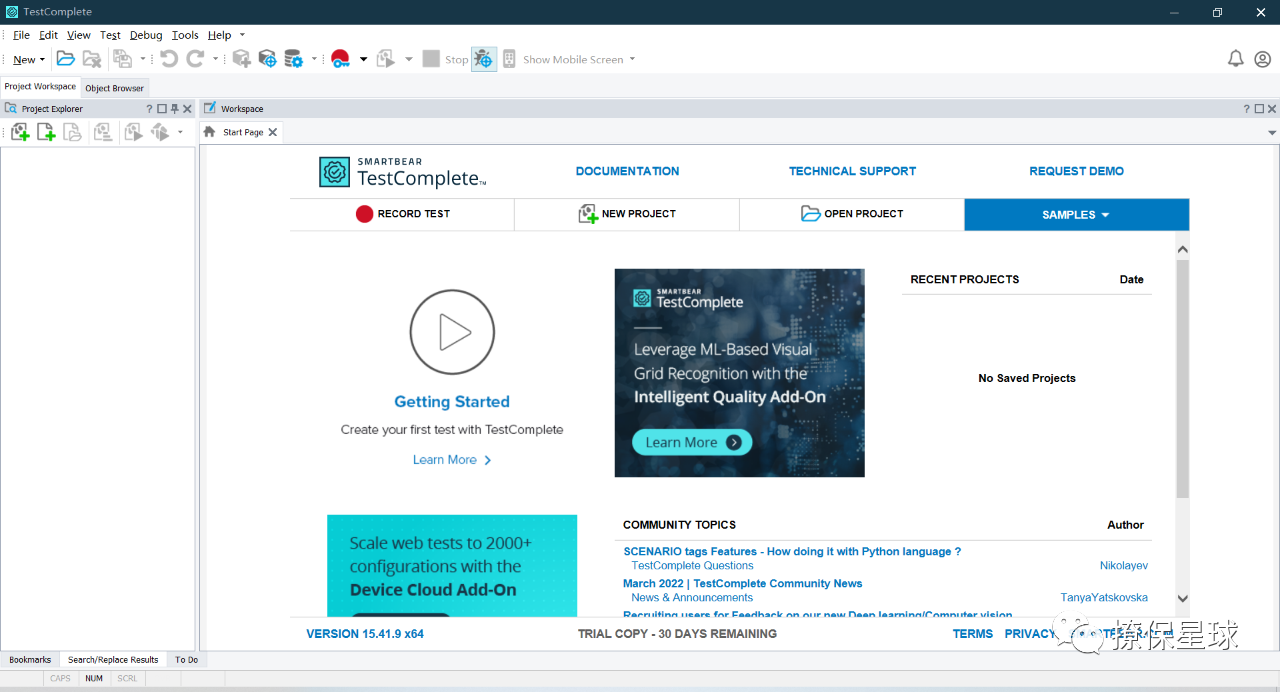 TestComplete
File Edit View Test Debug Tools Help
New Stop Show Mobile Screen
Project Workspace Object Browser
Project Explorer ? Workspace ?
Start Page
SMARTBEAR
TestComplete™
DOCUMENTATION TECHNICAL SUPPORT REQUEST DEMO
RECORD TEST NEW PROJECT OPEN PROJECT SAMPLES
Getting Started
Create your first test with TestComplete
Learn More
SMARTBEAR
TestComplete
Leverage ML-Based Visual
Grid Recognition with the
Intelligent Quality Add-On
Learn More
RECENT PROJECTS Date
No Saved Projects
Scale web tests to 2000+
configurations with the
Device Cloud Add-On
COMMUNITY TOPICS Author
SCENARIO tags Features - How doing it with Python language ?
TestComplete Questions Nikolayev
March 2022 | TestComplete Community News
News & Announcements TanyaYatskovska
Recruiting users for Feedback on our new Deep learning/Computer vision
VERSION 15.41.9 x64 TRIAL COPY - 30 DAYS REMAINING TERMS PRIVACY
撩保星球
Bookmarks Search/Replace Results To Do
CAPS NUM SCRL